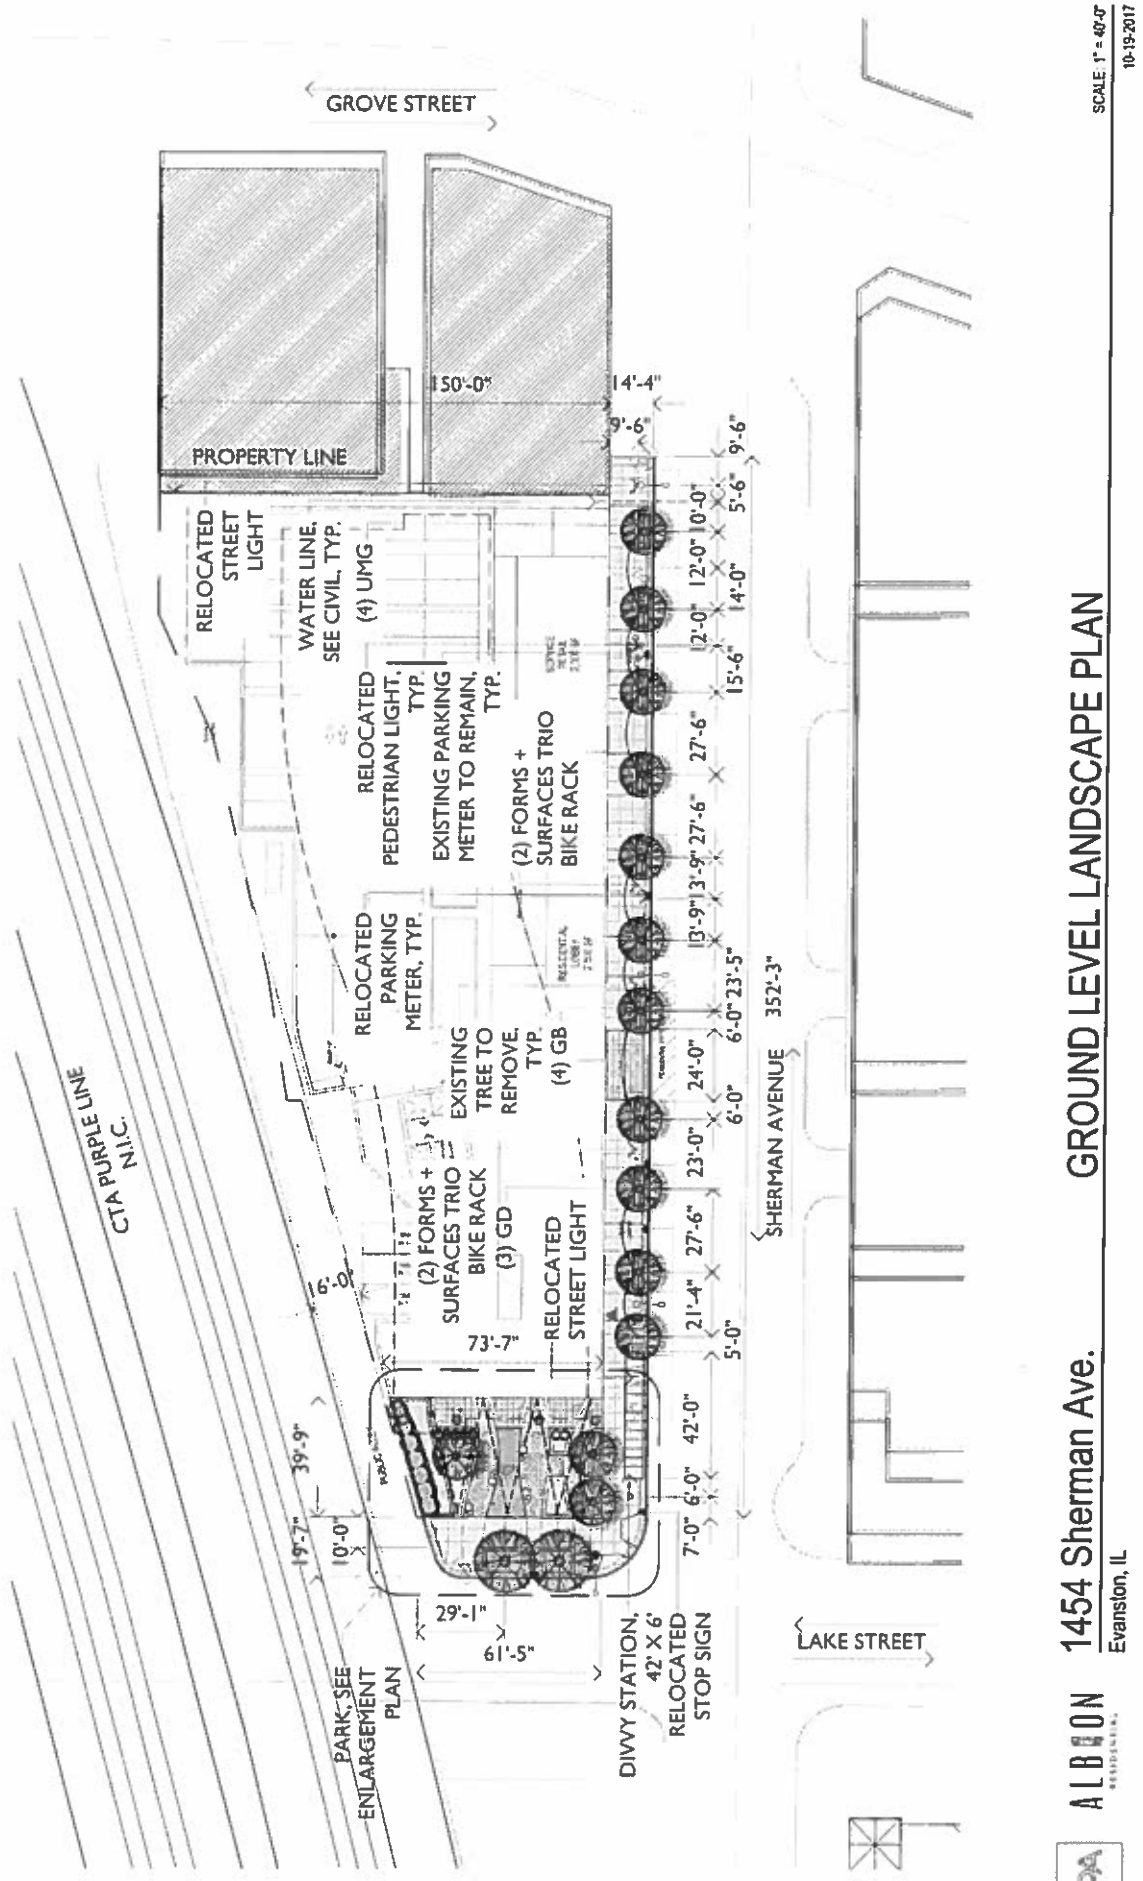 GROVE STREET
150'-0"
14'-4"
9'-6"
PROPERTY LINE
RELOCATED
STREET
LIGHT
WATER LINE,
SEE CIVIL, TYP.
(4) UMG
RELOCATED
PEDESTRIAN LIGHT,
TYP.
EXISTING PARKING
METER TO REMAIN,
TYP.
(2) FORMS +
SURFACES TRIO
BIKE RACK
RELOCATED
PARKING
METER, TYP.
EXISTING
TREE TO
REMOVE,
TYP.
(4) GB
(2) FORMS +
SURFACES TRIO
BIKE RACK
(3) GD
RELOCATED
STREET LIGHT
CTA PURPLE LINE
N.I.C.
16'-0"
73'-7"
39'-9"
19'-7"
10'-0"
29'-1"
61'-5"
PARK, SEE
ENLARGEMENT
PLAN
DIVVY STATION,
42' X 6'
RELOCATED
STOP SIGN
7'-0"
6'-0"
42'-0"
5'-0"
21'-4"
27'-6"
23'-0"
6'-0"
24'-0"
6'-0"
23'-5"
13'-9"
13'-9"
27'-6"
27'-6"
15'-6"
12'-0"
14'-0"
12'-0"
10'-0"
5'-6"
9'-6"
352'-3"
SHERMAN AVENUE
LAKE STREET
ALBION
RESIDENTIAL
1454 Sherman Ave.
Evanston, IL
GROUND LEVEL LANDSCAPE PLAN
SCALE: 1" = 40'-0"
10-19-2017